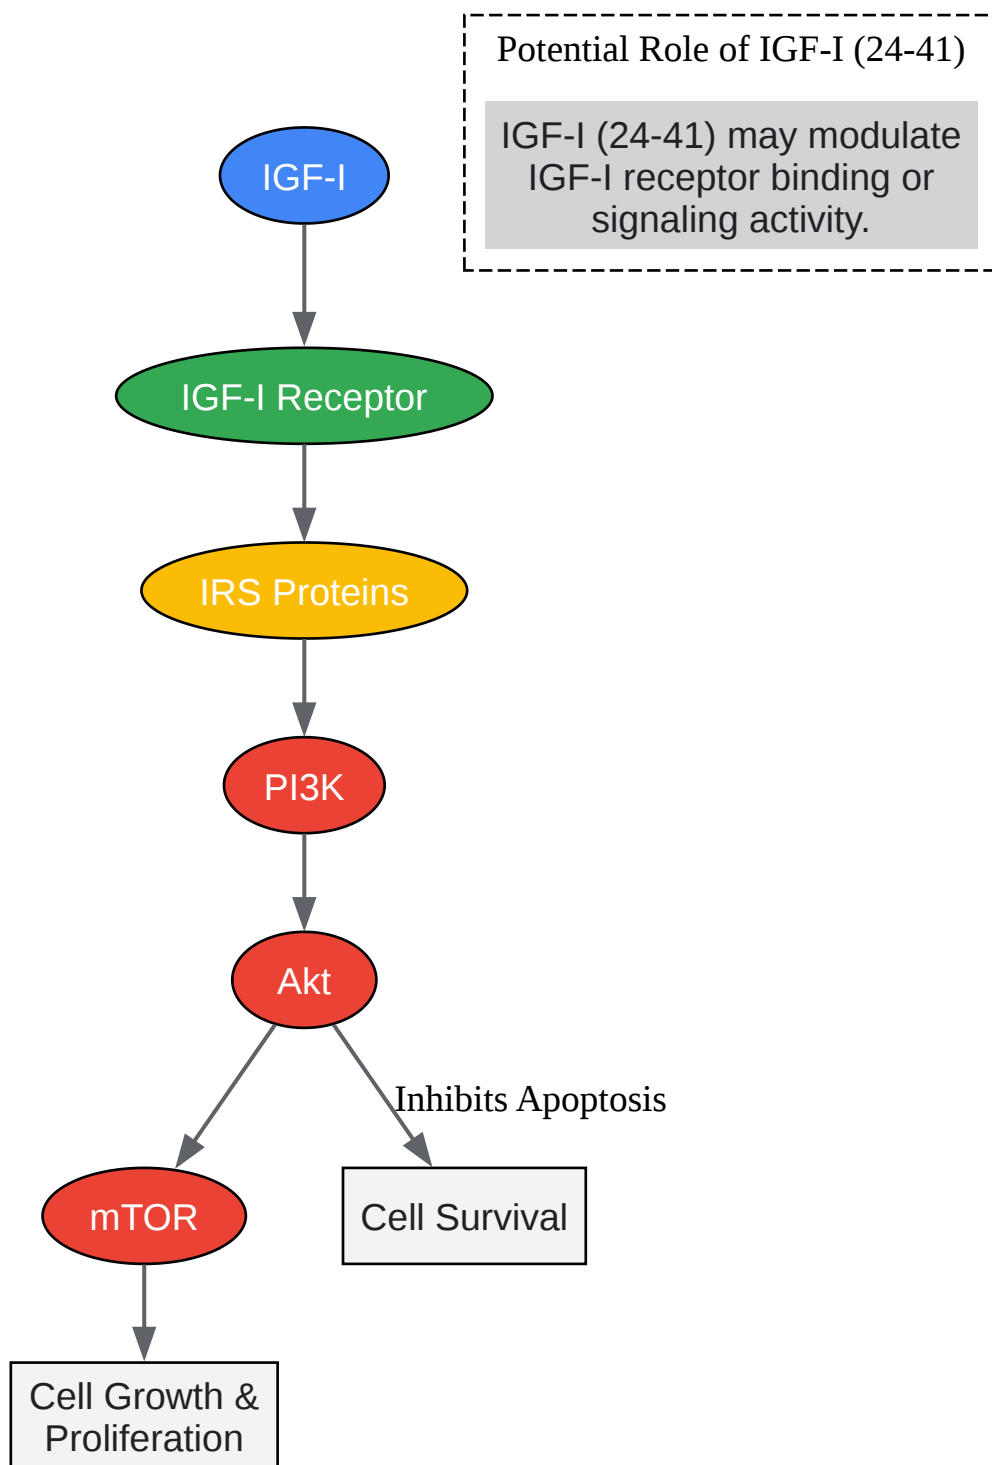 Potential Role of IGF-I (24-41)
IGF-I (24-41) may modulate
IGF-I receptor binding or
signaling activity.
IGF-I
IGF-I Receptor
IRS Proteins
PI3K
Akt
Inhibits Apoptosis
mTOR
Cell Survival
Cell Growth &
Proliferation